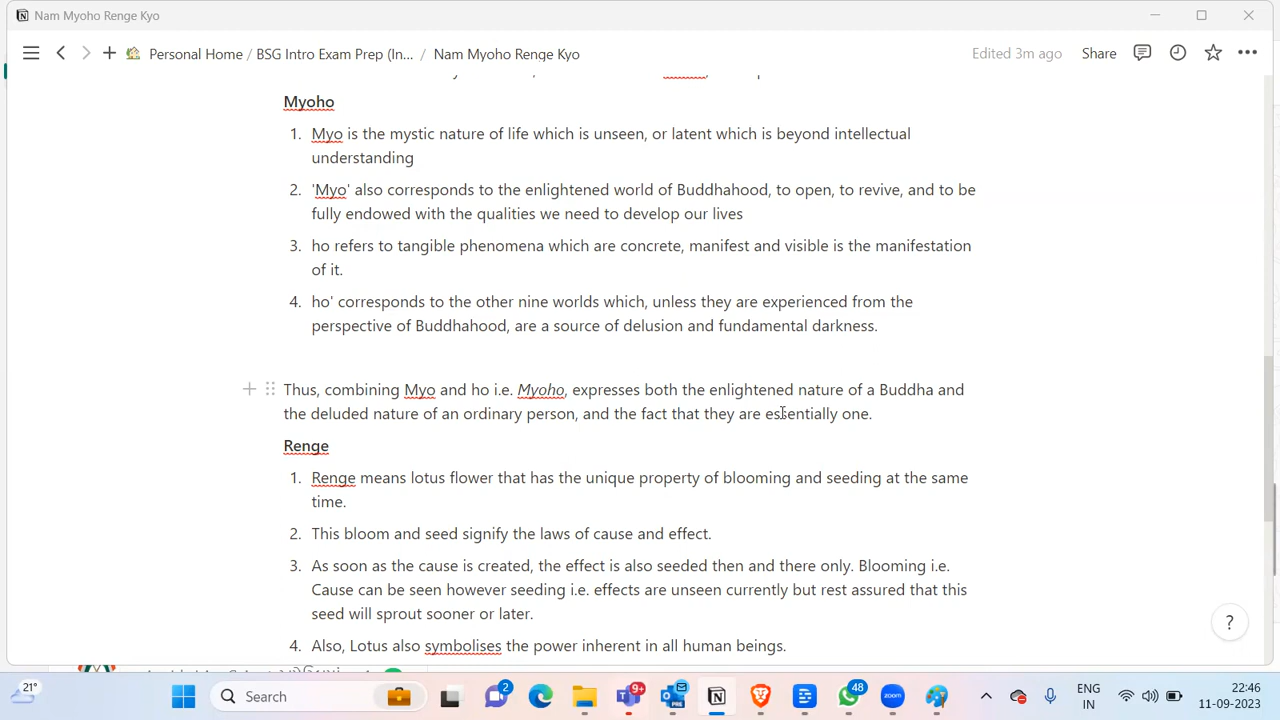 Nam Myoho Renge Kyo
Personal Home / BSG Intro Exam Prep (In... / Nam Myoho Renge Kyo
Edited 3m ago
Share
Myoho
1. Myo is the mystic nature of life which is unseen, or latent which is beyond intellectual
understanding
2. 'Myo' also corresponds to the enlightened world of Buddhahood, to open, to revive, and to be
fully endowed with the qualities we need to develop our lives
3. ho refers to tangible phenomena which are concrete, manifest and visible is the manifestation
of it.
4. ho' corresponds to the other nine worlds which, unless they are experienced from the
perspective of Buddhahood, are a source of delusion and fundamental darkness.
Thus, combining Myo and ho i.e. Myoho, expresses both the enlightened nature of a Buddha and
the deluded nature of an ordinary person, and the fact that they are essentially one.
Renge
1. Renge means lotus flower that has the unique property of blooming and seeding at the same
time.
2. This bloom and seed signify the laws of cause and effect.
3. As soon as the cause is created, the effect is also seeded then and there only. Blooming i.e.
Cause can be seen however seeding i.e. effects are unseen currently but rest assured that this
seed will sprout sooner or later.
4. Also, Lotus also symbolises the power inherent in all human beings.
?
21°
Search
2
9+
PRE
48
zoom
ENG
IN
22:46
11-09-2023